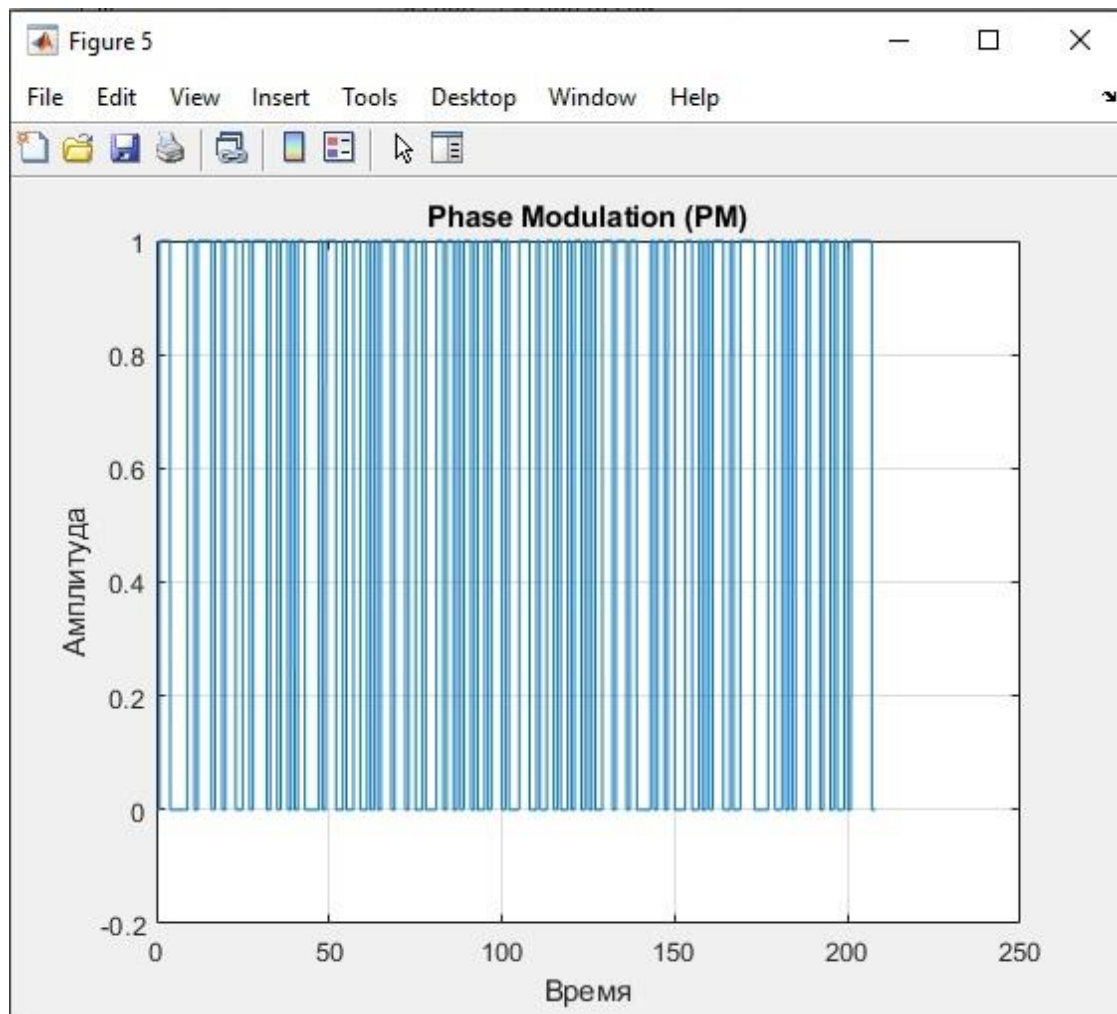 Figure 5
File Edit View Insert Tools Desktop Window Help
Phase Modulation (PM)
1
0.8
0.6
0.4
0.2
0
-0.2
Амплитуда
0 50 100 150 200 250
Время